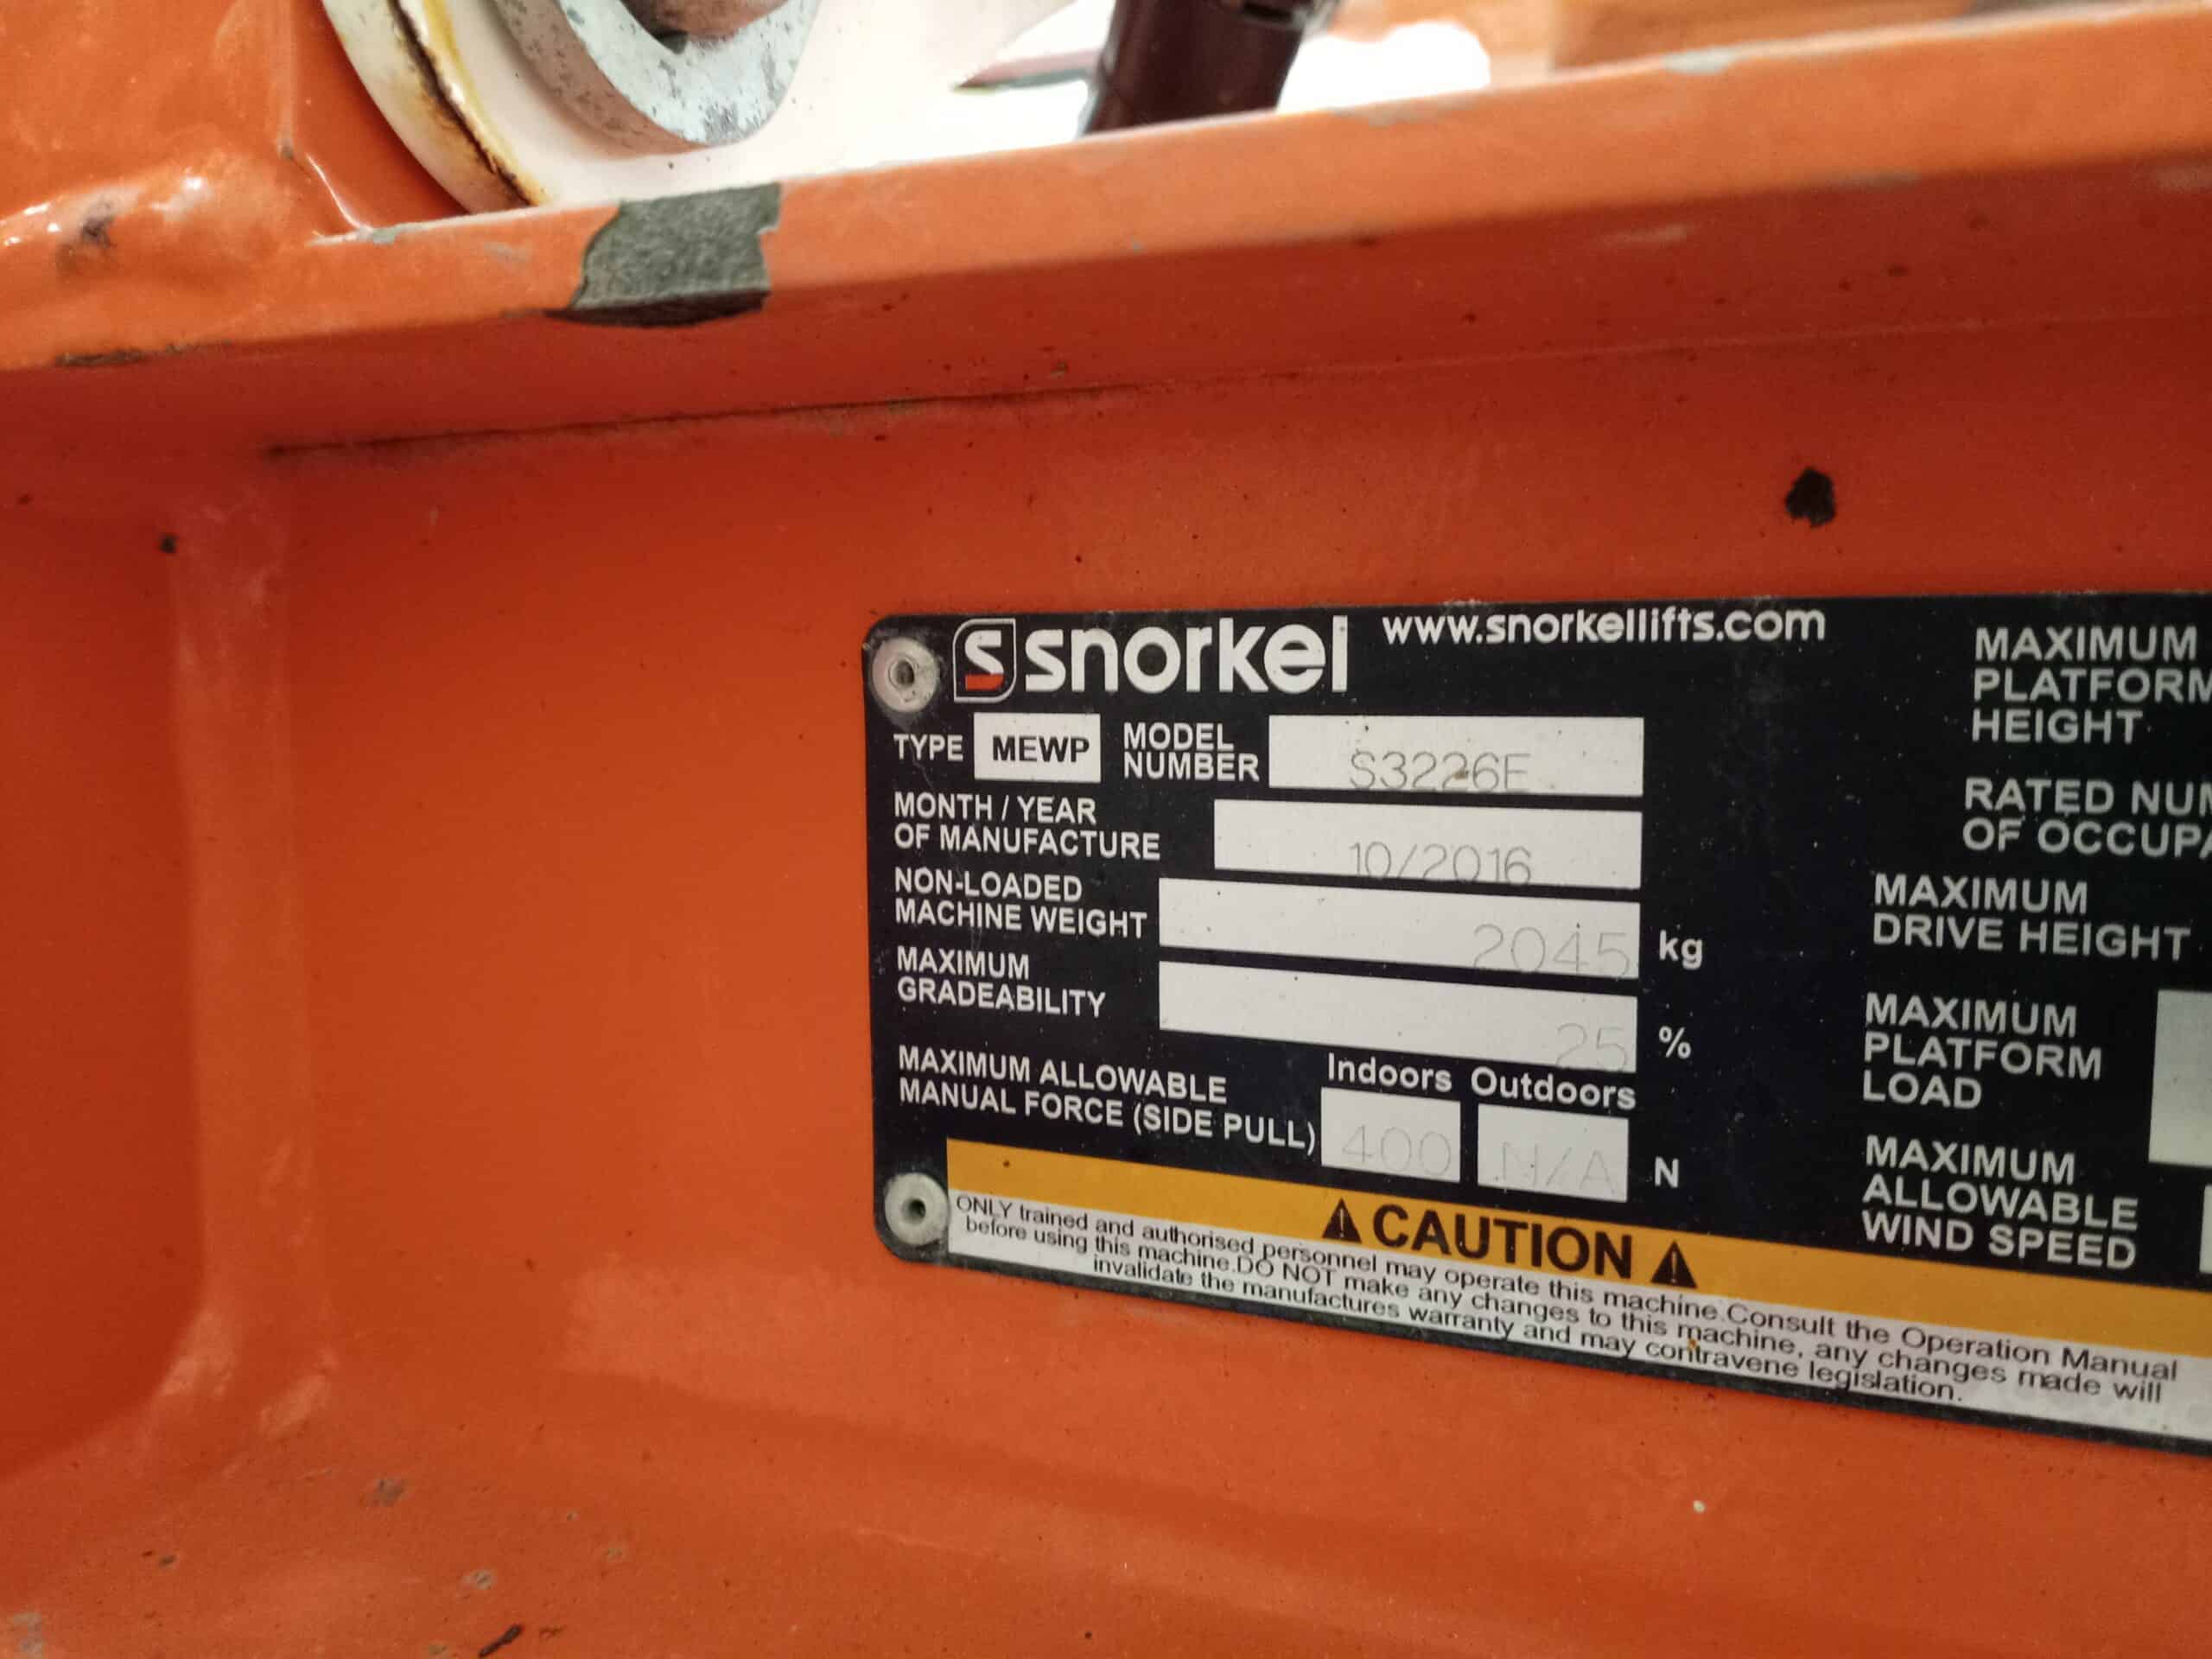 snorkel www.snorkellifts.com
TYPE MEWP MODEL NUMBER S3226E
MONTH / YEAR
OF MANUFACTURE 10/2016
NON-LOADED
MACHINE WEIGHT 2045 kg
MAXIMUM
GRADEABILITY 25 %
Indoors Outdoors
MAXIMUM ALLOWABLE
MANUAL FORCE (SIDE PULL) 400 N/A N
MAXIMUM
PLATFORM
HEIGHT
RATED
OF
MAXIMUM
DRIVE HEIGHT
MAXIMUM
PLATFORM
LOAD
MAXIMUM
ALLOWABLE
WIND SPEED
CAUTION
ONLY trained and authorised personnel may operate this machine.Consult the Operation Manual
before using this machine.DO NOT make any changes to this machine, any changes made will
invalidate the manufactures warranty and may contravene legislation.